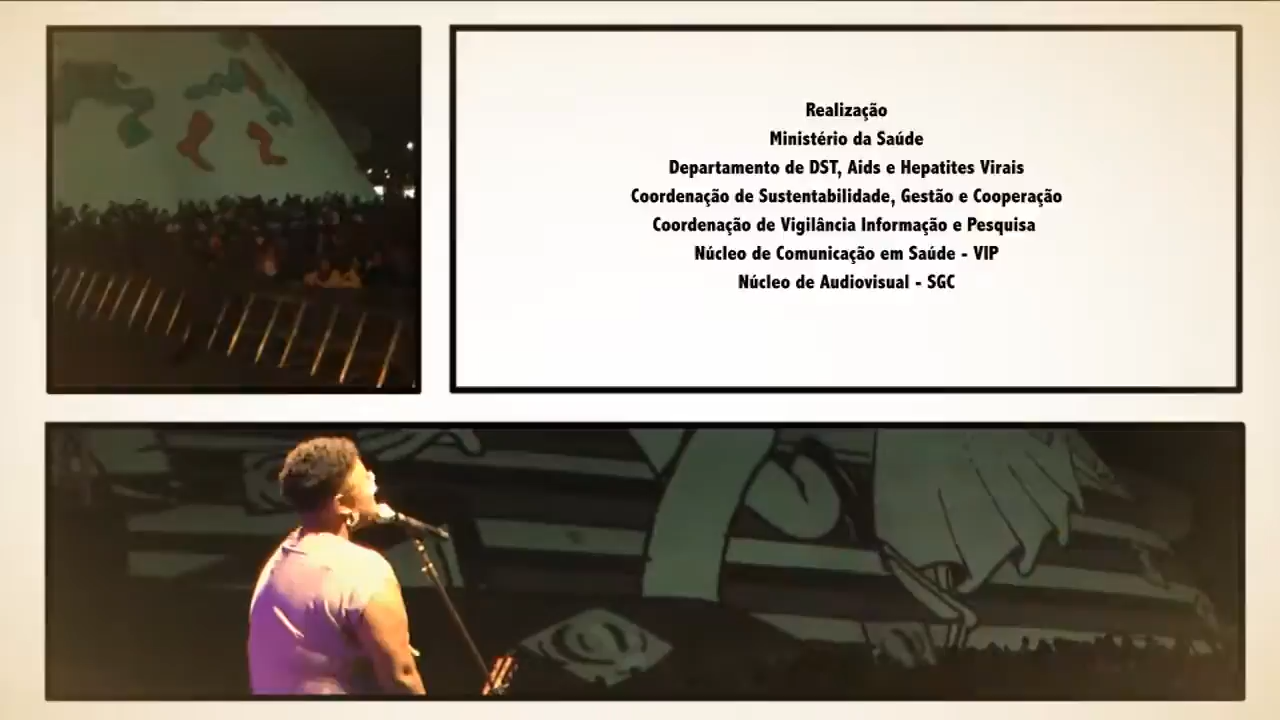 Realização
Ministério da Saúde
Departamento de DST, Aids e Hepatites Virais
Coordenação de Sustentabilidade, Gestão e Cooperação
Coordenação de Vigilância Informação e Pesquisa
Núcleo de Comunicação em Saúde - VIP
Núcleo de Audiovisual - SGC